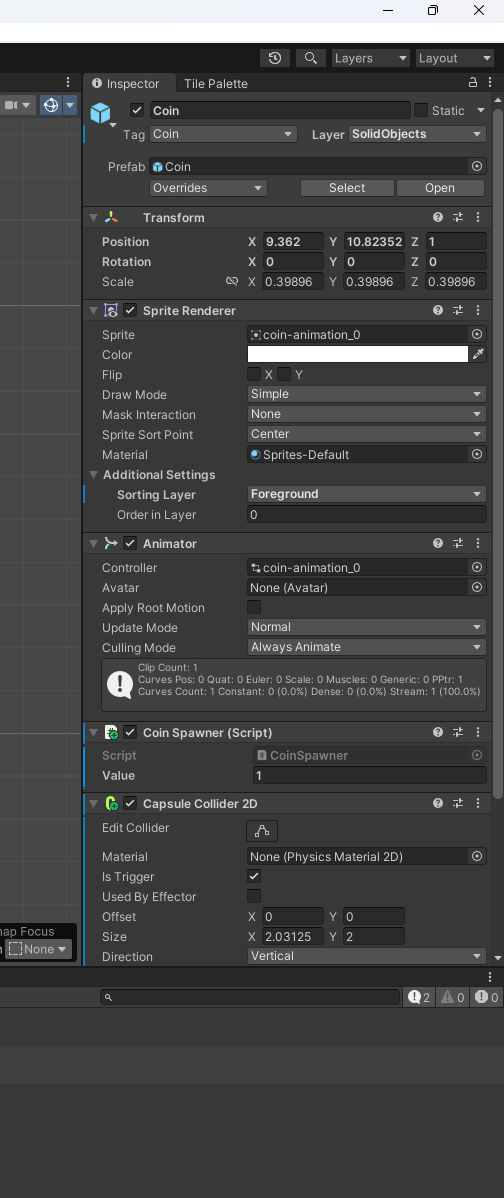 Layers Layout
Inspector Tile Palette
Coin Static
Tag Coin Layer SolidObjects
Prefab Coin
Overrides Select Open
Transform
Position X 9.362 Y 10.82352 Z 1
Rotation X 0 Y 0 Z 0
Scale X 0.39896 Y 0.39896 Z 0.39896
Sprite Renderer
Sprite coin-animation_0
Color
Flip X Y
Draw Mode Simple
Mask Interaction None
Sprite Sort Point Center
Material Sprites-Default
Additional Settings
Sorting Layer Foreground
Order in Layer 0
Animator
Controller coin-animation_0
Avatar None (Avatar)
Apply Root Motion
Update Mode Normal
Culling Mode Always Animate
Clip Count: 1
Curves Pos: 0 Quat: 0 Euler: 0 Scale: 0 Muscles: 0 Generic: 0 PPtr: 1
Curves Count: 1 Constant: 0 (0.0%) Dense: 0 (0.0%) Stream: 1 (100.0%)
Coin Spawner (Script)
Script CoinSpawner
Value 1
Capsule Collider 2D
Edit Collider
Material None (Physics Material 2D)
Is Trigger
Used By Effector
Offset X 0 Y 0
Size X 2.03125 Y 2
Direction Vertical
Focus
None
2 0 0